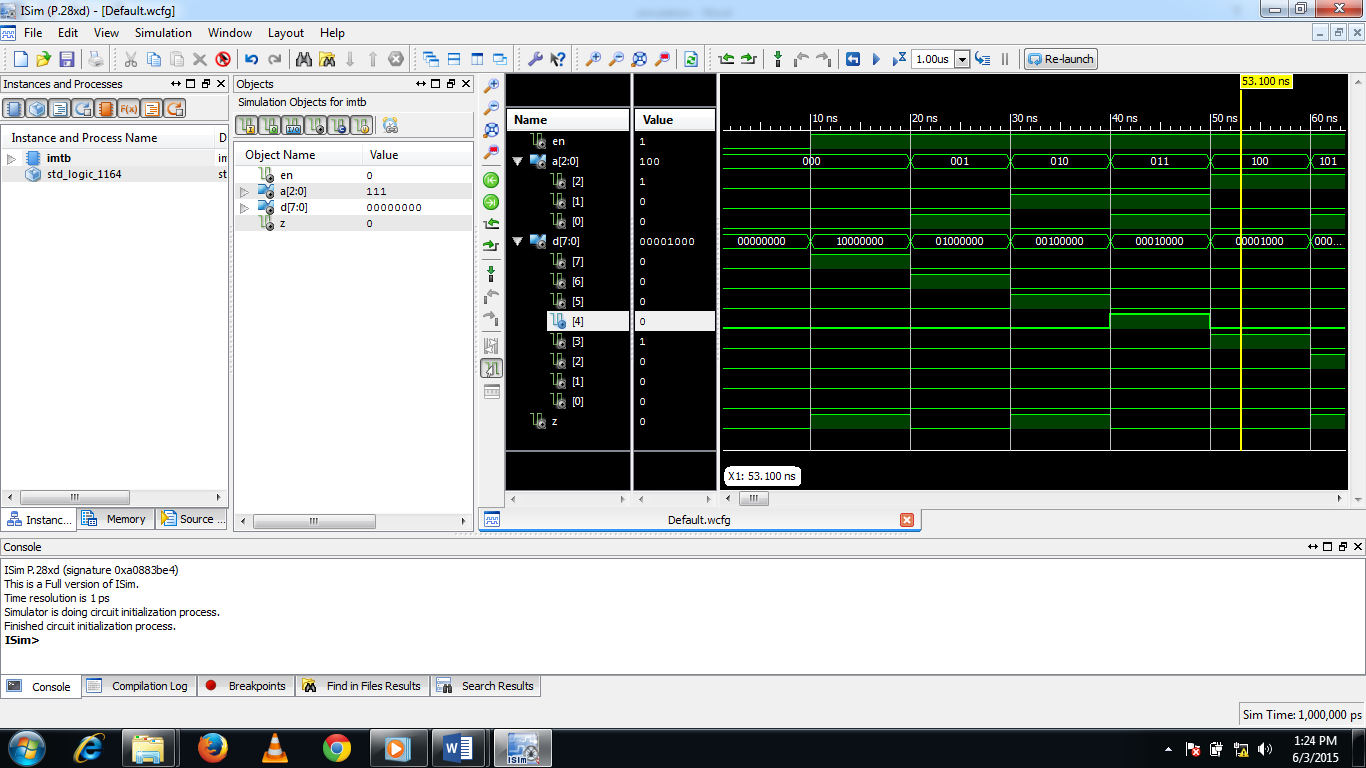 ISim (P.28xd) - [Default.wcfg]
File Edit View Simulation Window Layout Help
1.00us Re-launch
Instances and Processes
Instance and Process Name D
imtb im
std_logic_1164 st
Instanc... Memory Source ...
Objects
Simulation Objects for imtb
Object Name Value
en 0
a[2:0] 111
d[7:0] 00000000
z 0
Name Value
en 1
a[2:0] 100
[2] 1
[1] 0
[0] 0
d[7:0] 00001000
[7] 0
[6] 0
[5] 0
[4] 0
[3] 1
[2] 0
[1] 0
[0] 0
z 0
53.100 ns
10 ns 20 ns 30 ns 40 ns 50 ns 60 ns
000 001 010 011 100 101
00000000 10000000 01000000 00100000 00010000 00001000 000...
X1: 53.100 ns
Default.wcfg
Console
ISim P.28xd (signature 0xa0883be4)
This is a Full version of ISim.
Time resolution is 1 ps
Simulator is doing circuit initialization process.
Finished circuit initialization process.
ISim>
Console Compilation Log Breakpoints Find in Files Results Search Results
Sim Time: 1,000,000 ps
1:24 PM
6/3/2015